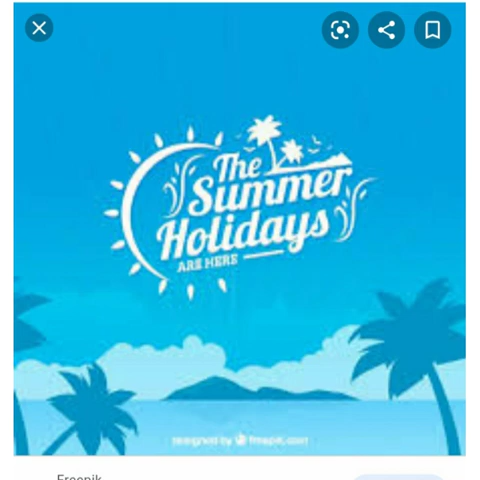 The
Summer
Holidays
ARE HERE
designed by freepik.com
Freepik